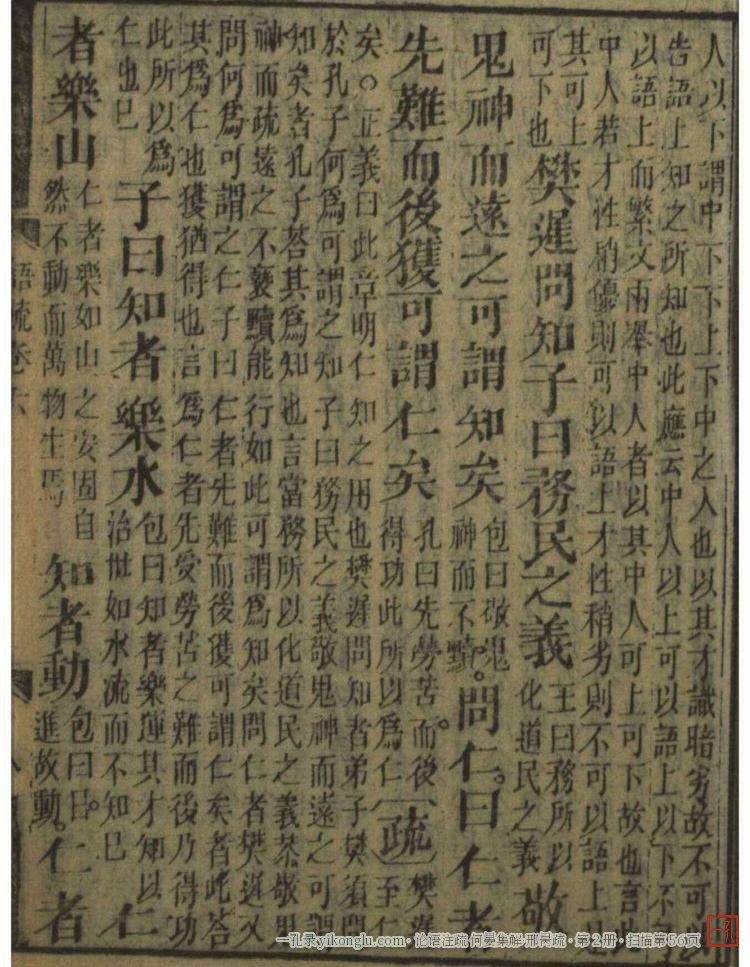 人以下謂中下下上下中之人也以其才識暗劣故不可以
告語上知之所知也此應云中人以上可以語上以下不
以語上而繁文兩舉中人者以其中人可上可下故也言
中人若才性稍優則可以語上才性稍劣則不可以語上是
其可上可下也 樊遲問知子曰務民之義 王曰務所以化道民之義 敬
鬼神而遠之可謂知矣 包曰敬鬼神而不黷。 問仁。曰仁者
先難而後獲可謂仁矣 孔曰先勞苦而後得功此所以為仁。 疏 樊遲至仁
矣。正義曰此章明仁知之用也樊遲問知者弟子樊須問
於孔子何為可謂之知子曰務民之義敬鬼神而遠之可謂
知矣者孔子荅其為知也言當務所以化道民之義恭敬鬼
神而疏遠之不褻黷能行如此可謂為知矣問仁者樊遲又
問何為可謂之仁子曰仁者先難而後獲可謂仁矣者此荅
其為仁也獲猶得也言為仁者先受勞苦之難而後乃得功
此所以為仁也巳 子曰知者樂水 包曰知者樂運其才知以治世如水流而不知巳 仁
者樂山 仁者樂如山之安固自然不動而萬物生焉 知者動 包曰日。進故動。 仁者
語疏卷六
一孔录yikonglu.com · 论语注疏.何晏集解.邢昺疏 · 第2册 · 扫描第56页